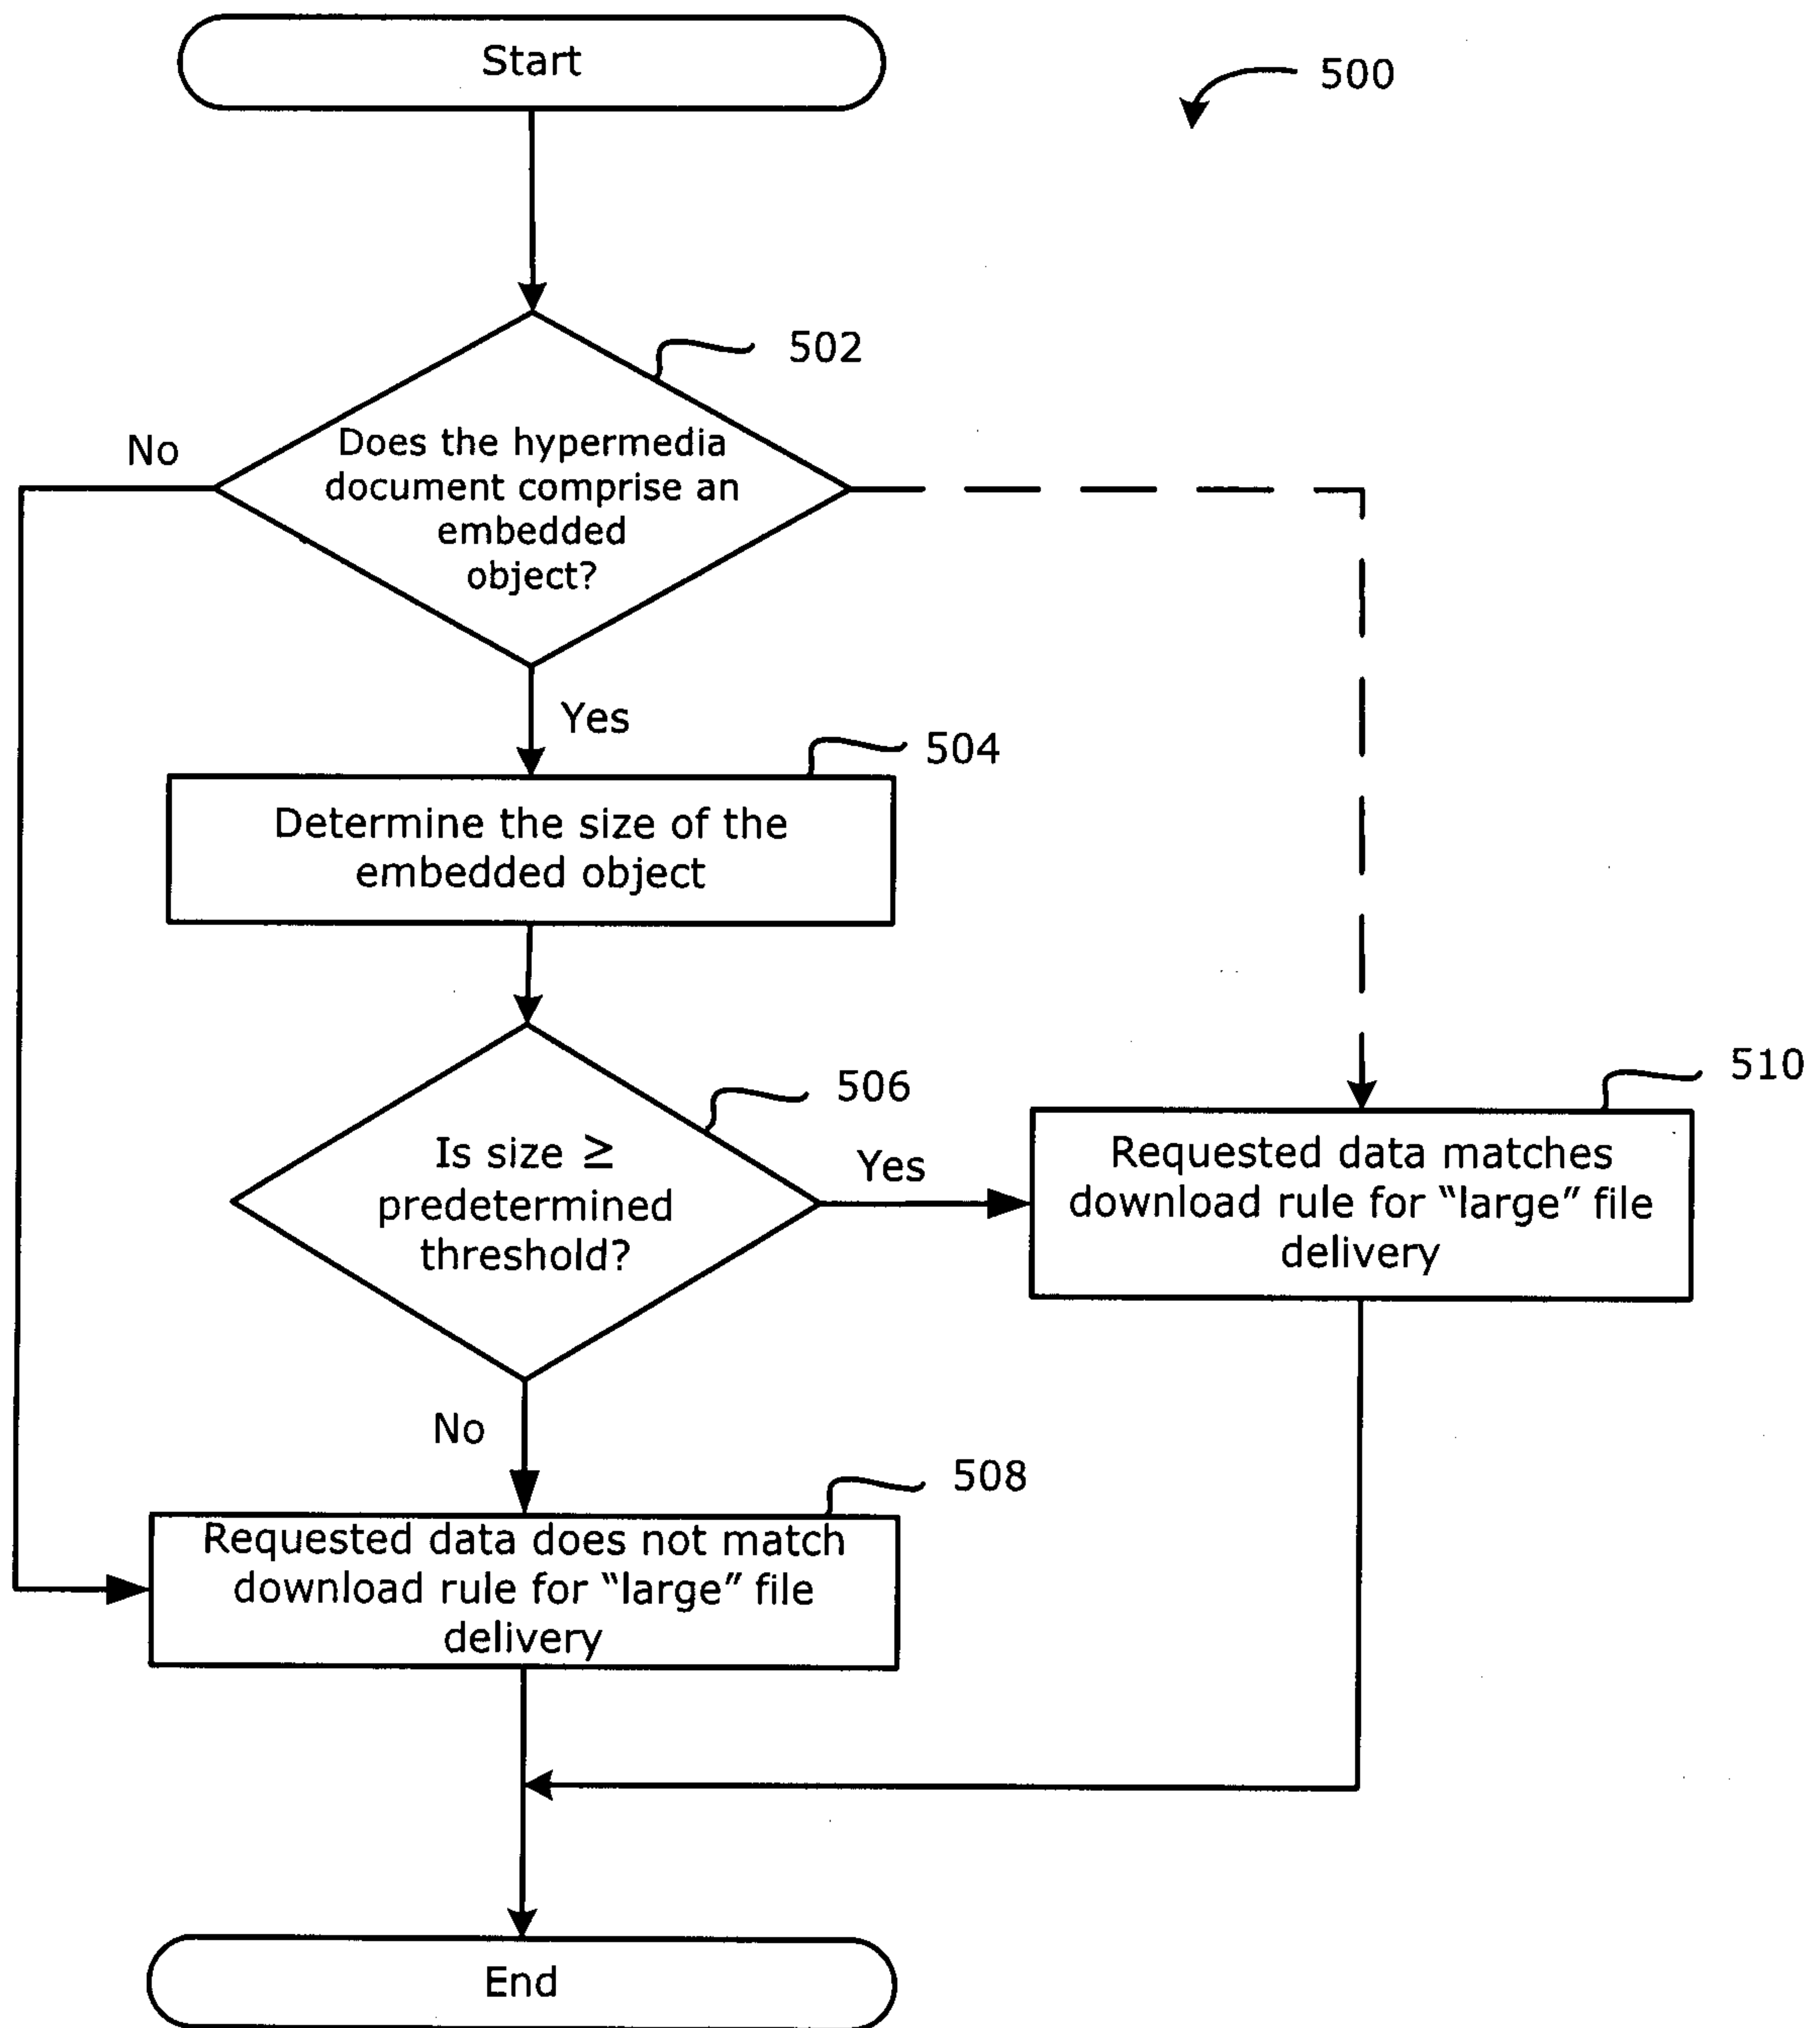 Start
500
502
No
Does the hypermedia
document comprise an
embedded
object?
Yes
504
Determine the size of the
embedded object
506
510
Is size ≥
predetermined
threshold?
Yes
Requested data matches
download rule for “large” file
delivery
No
508
Requested data does not match
download rule for “large” file
delivery
End